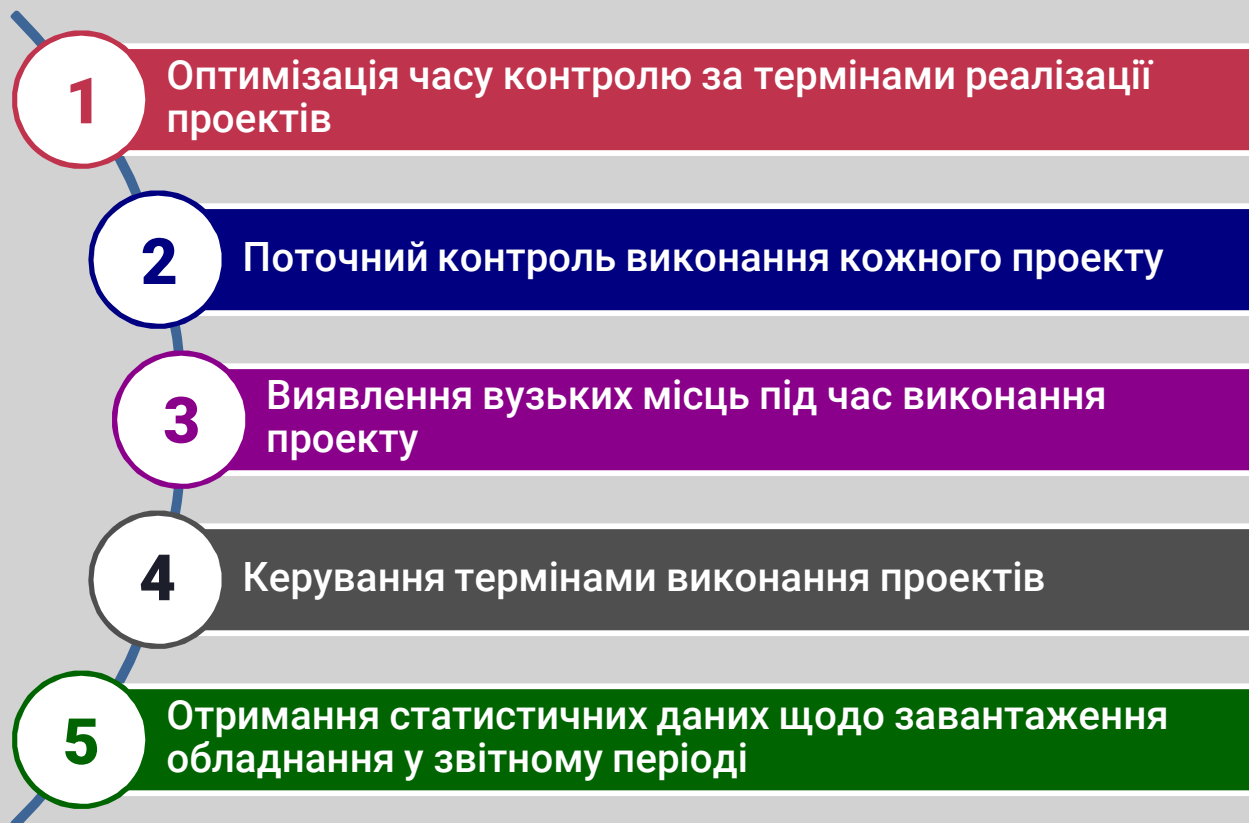 1
Оптимізація часу контролю за термінами реалізації
проектів
2
Поточний контроль виконання кожного проекту
3
Виявлення вузьких місць під час виконання
проекту
4
Керування термінами виконання проектів
5
Отримання статистичних даних щодо завантаження
обладнання у звітному періоді